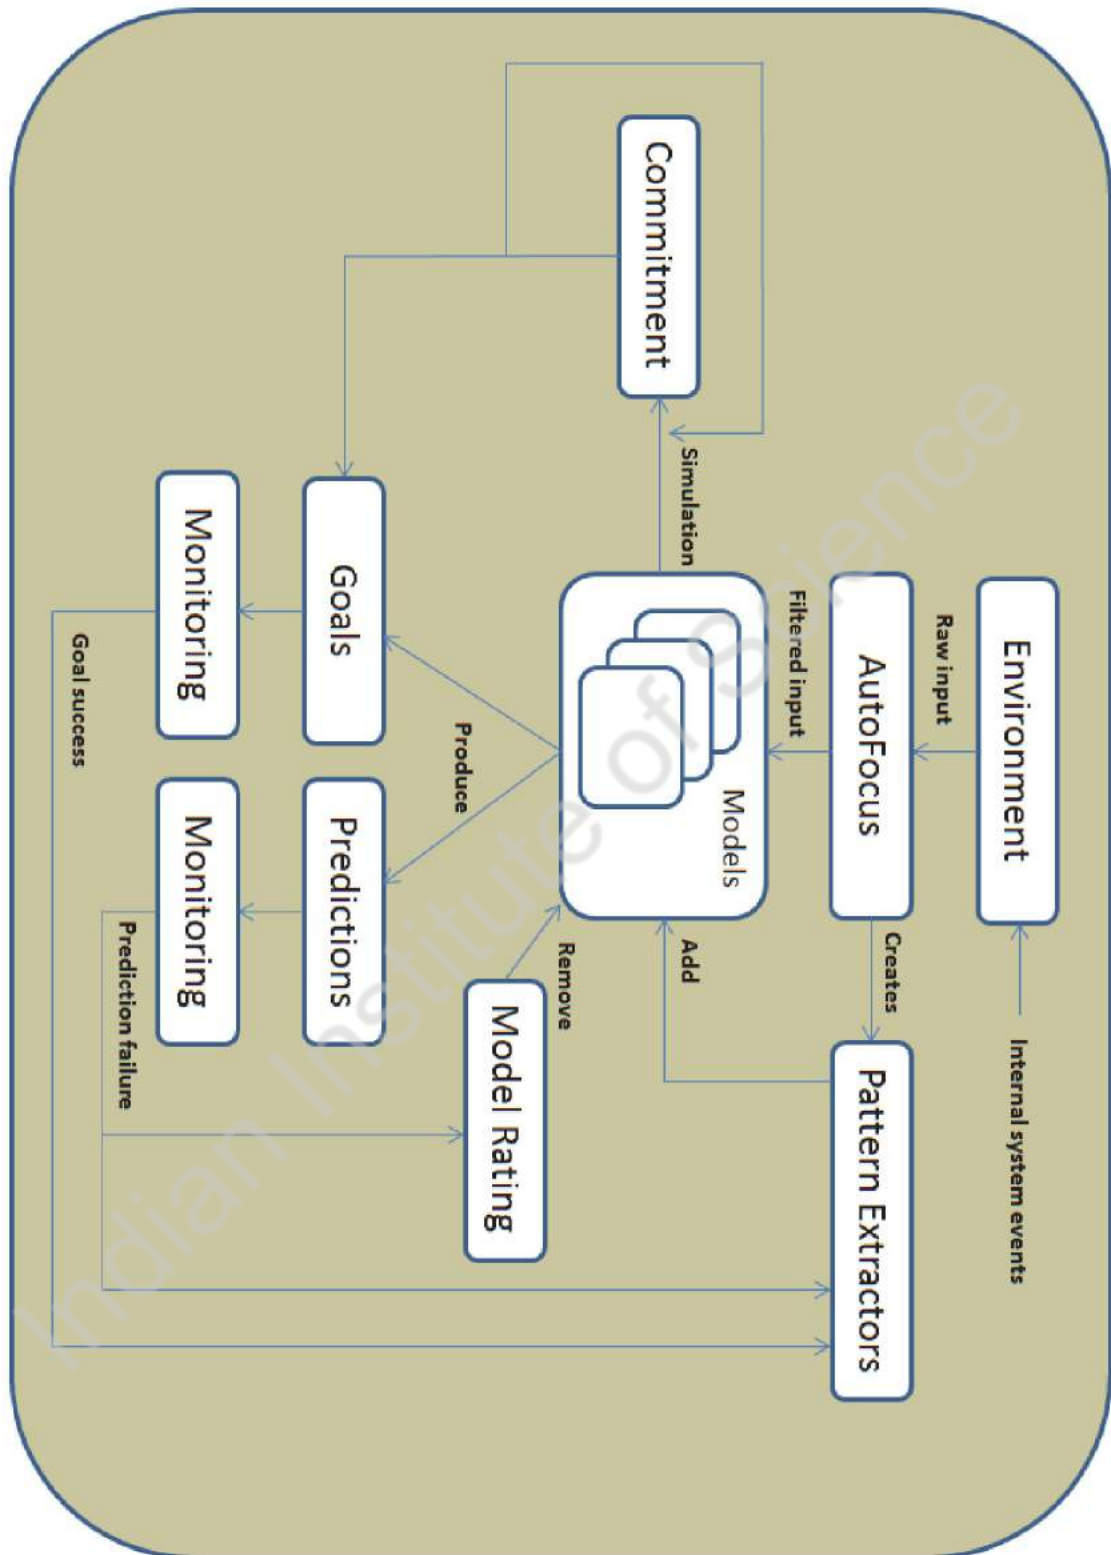 Environment
Internal system events
Raw input
AutoFocus
Creates
Pattern Extractors
Filtered input
Models
Add
Commitment
Simulation
Remove
Produce
Model Rating
Goals
Predictions
Monitoring
Monitoring
Goal success
Prediction failure
Indian Institute of Science